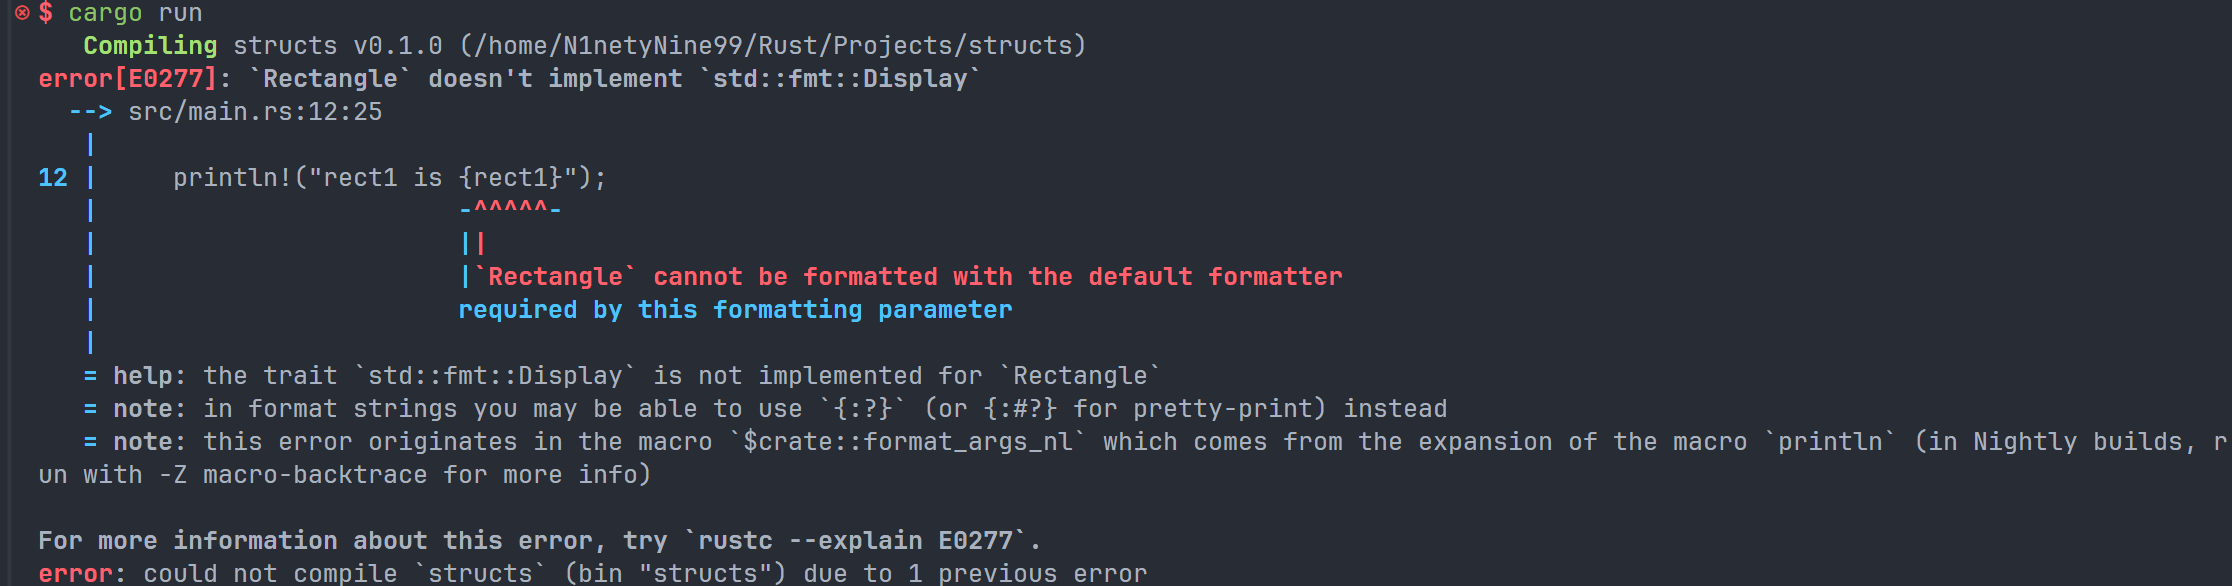 $ cargo run
   Compiling structs v0.1.0 (/home/N1netyNine99/Rust/Projects/structs)
error[E0277]: `Rectangle` doesn't implement `std::fmt::Display`
  --> src/main.rs:12:25
   |
12 |     println!("rect1 is {rect1}");
   |                        -^^^^^-
   |                        ||
   |                        |`Rectangle` cannot be formatted with the default formatter
   |                        required by this formatting parameter
   |
   = help: the trait `std::fmt::Display` is not implemented for `Rectangle`
   = note: in format strings you may be able to use `{:?}` (or {:#?} for pretty-print) instead
   = note: this error originates in the macro `$crate::format_args_nl` which comes from the expansion of the macro `println` (in Nightly builds, r
un with -Z macro-backtrace for more info)

For more information about this error, try `rustc --explain E0277`.
error: could not compile `structs` (bin "structs") due to 1 previous error